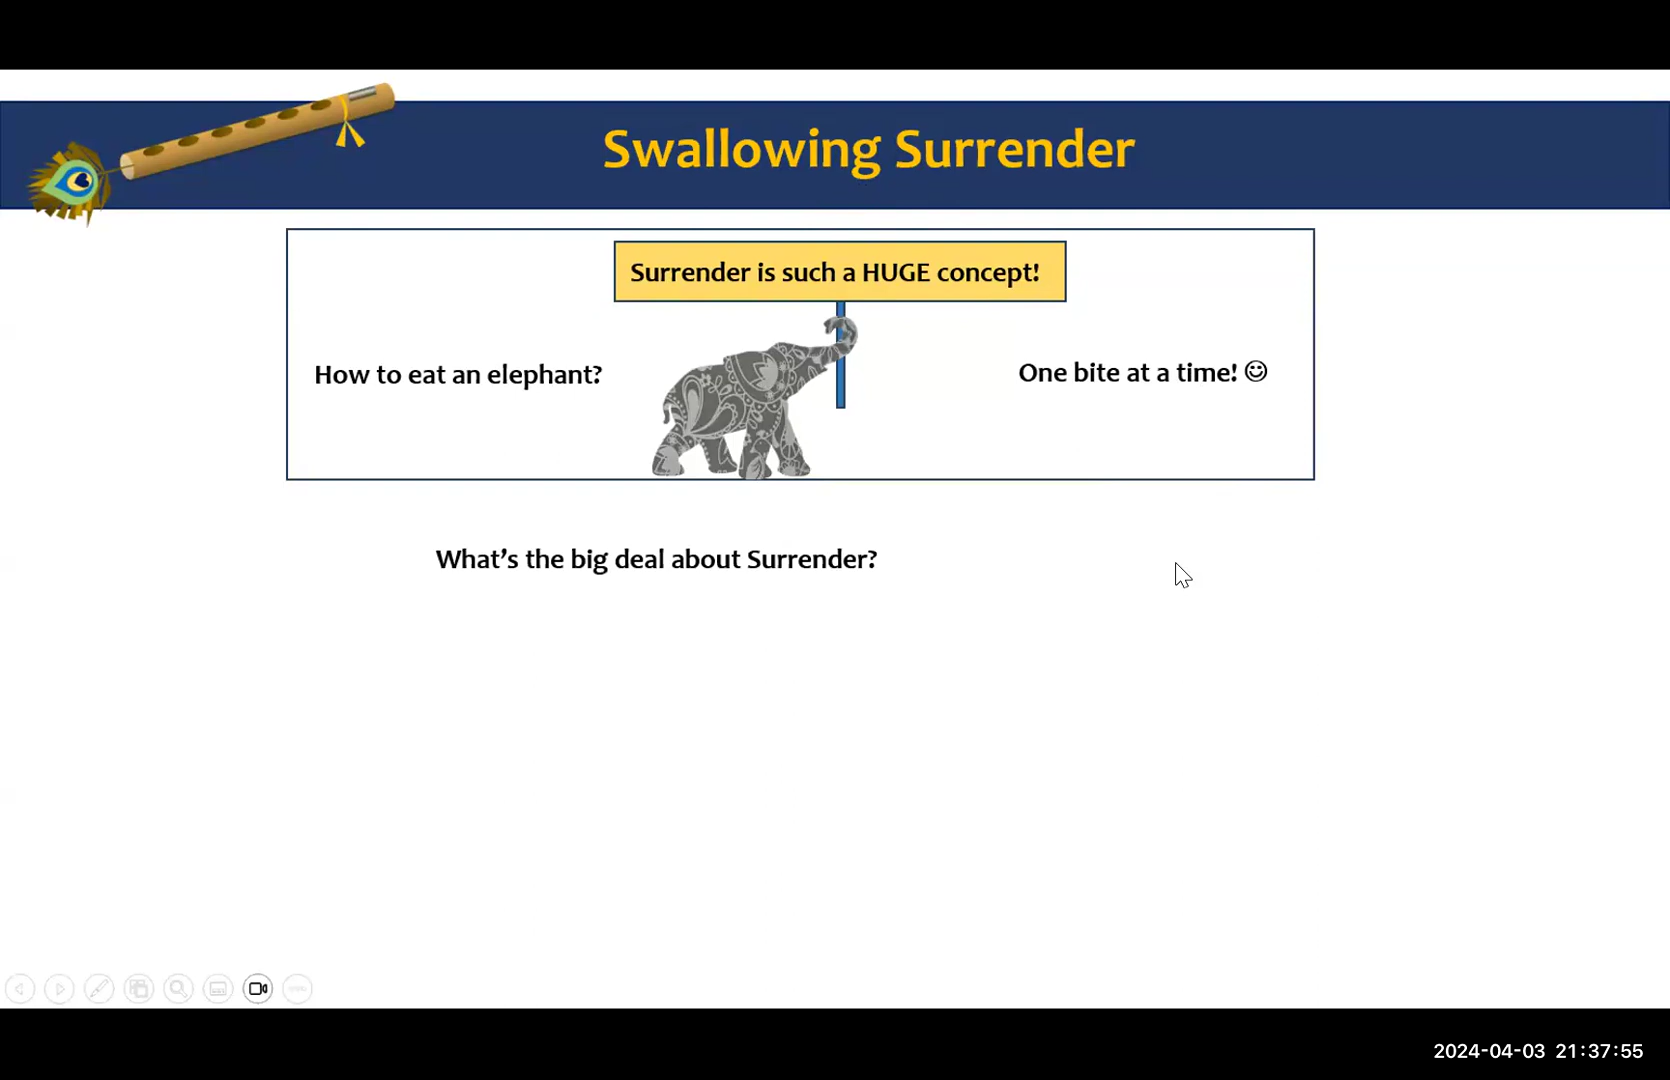 Swallowing Surrender
Surrender is such a HUGE concept!
How to eat an elephant?
One bite at a time! ☺
What's the big deal about Surrender?
2024-04-03 21:37:55